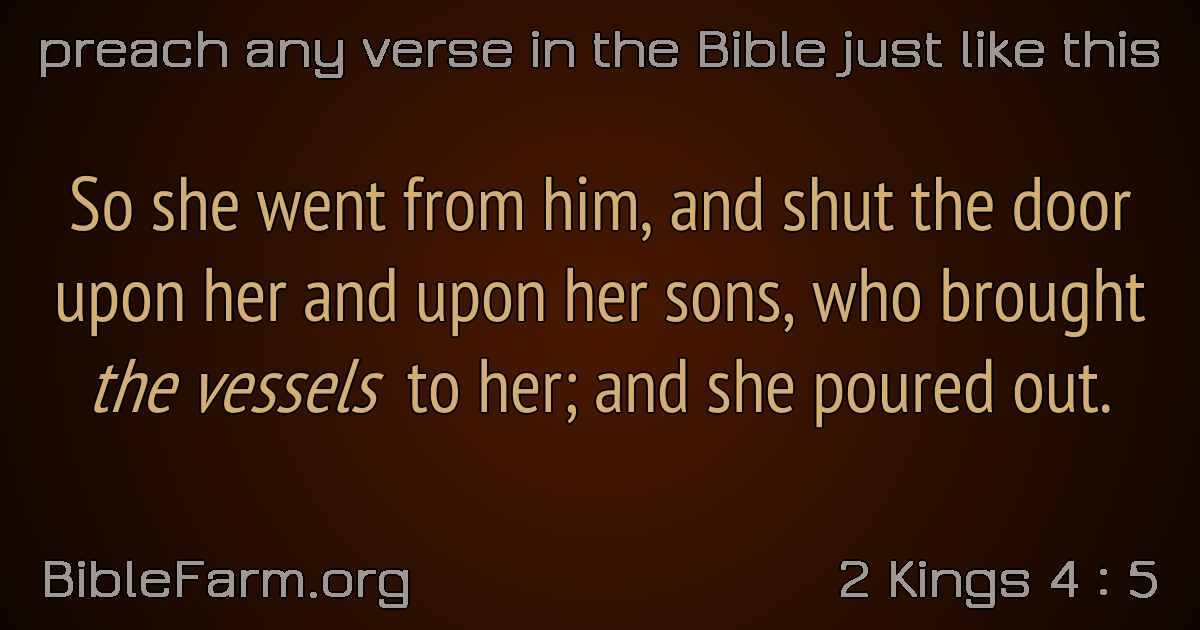 preach any verse in the Bible just like this
So she went from him, and shut the door
upon her and upon her sons, who brought
the vessels to her; and she poured out.
BibleFarm.org
2 Kings 4 : 5